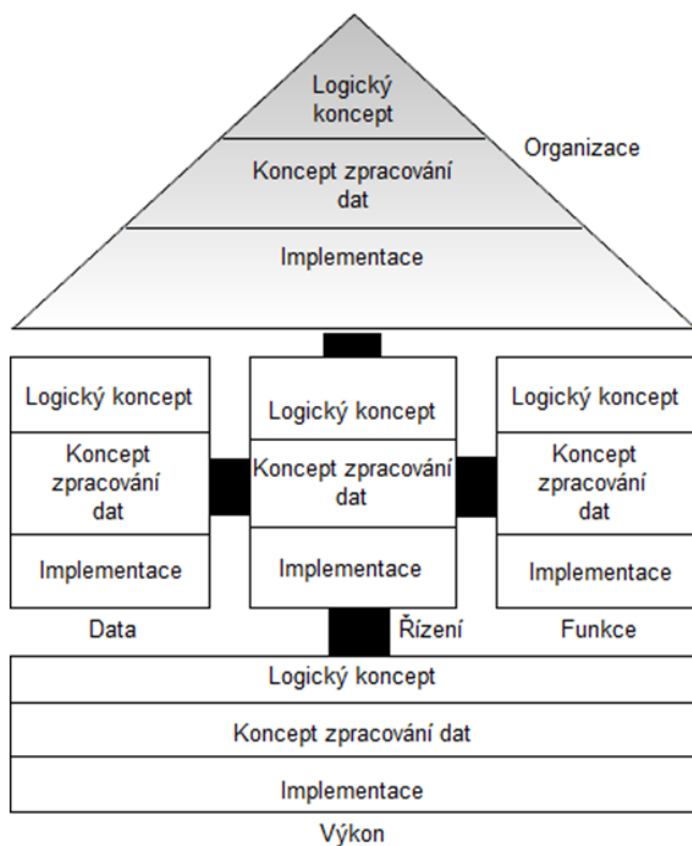 Logický
koncept
Organizace
Koncept zpracování
dat
Implementace
Logický koncept
Koncept
zpracování
dat
Implementace
Data
Logický koncept
Koncept zpracování
dat
Implementace
Řízení
Logický koncept
Koncept
zpracování
dat
Implementace
Funkce
Logický koncept
Koncept zpracování dat
Implementace
Výkon